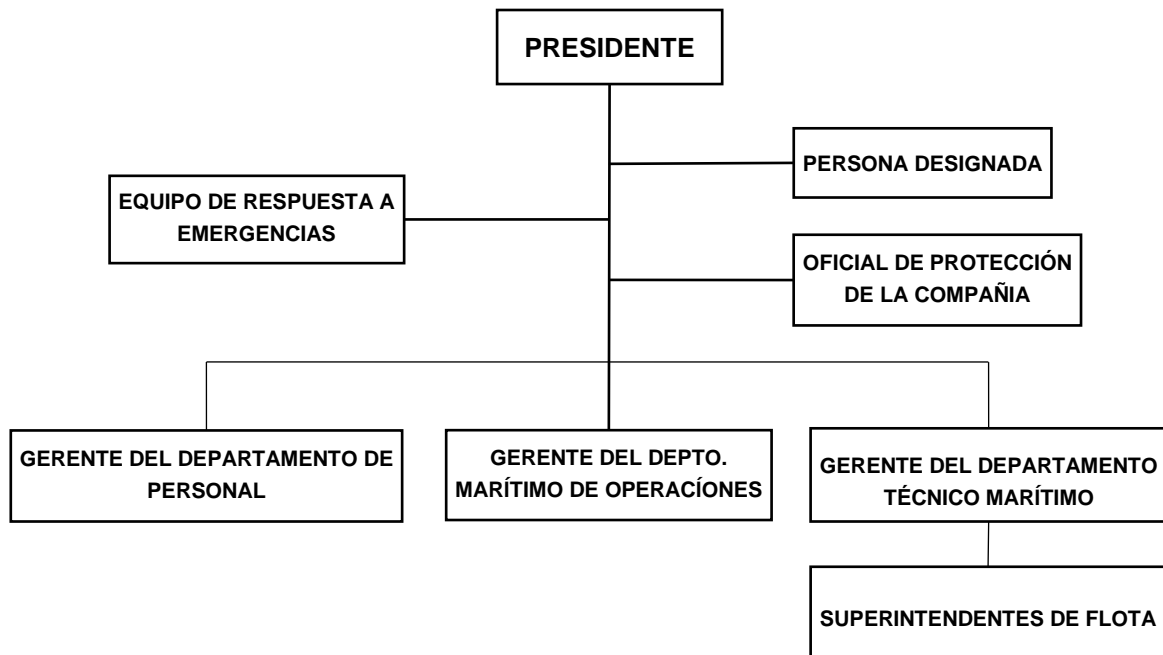 PRESIDENTE
PERSONA DESIGNADA
EQUIPO DE RESPUESTA A
EMERGENCIAS
OFICIAL DE PROTECCIÓN
DE LA COMPAÑIA
GERENTE DEL DEPARTAMENTO DE
PERSONAL
GERENTE DEL DEPTO.
MARÍTIMO DE OPERACÍONES
GERENTE DEL DEPARTAMENTO
TÉCNICO MARÍTIMO
SUPERINTENDENTES DE FLOTA